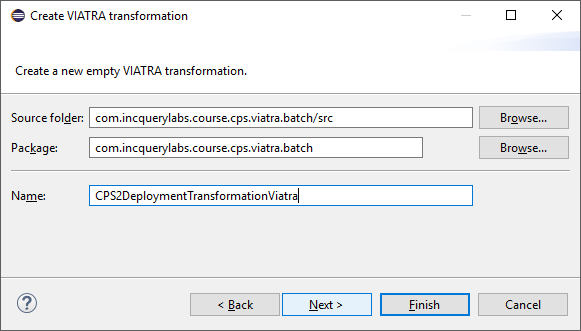 Create VIATRA transformation
Create a new empty VIATRA transformation.
Source folder: com.incquerylabs.course.cps.viatra.batch/src Browse...
Package: com.incquerylabs.course.cps.viatra.batch Browse...
Name: CPS2DeploymentTransformationViatra
? < Back Next > Finish Cancel